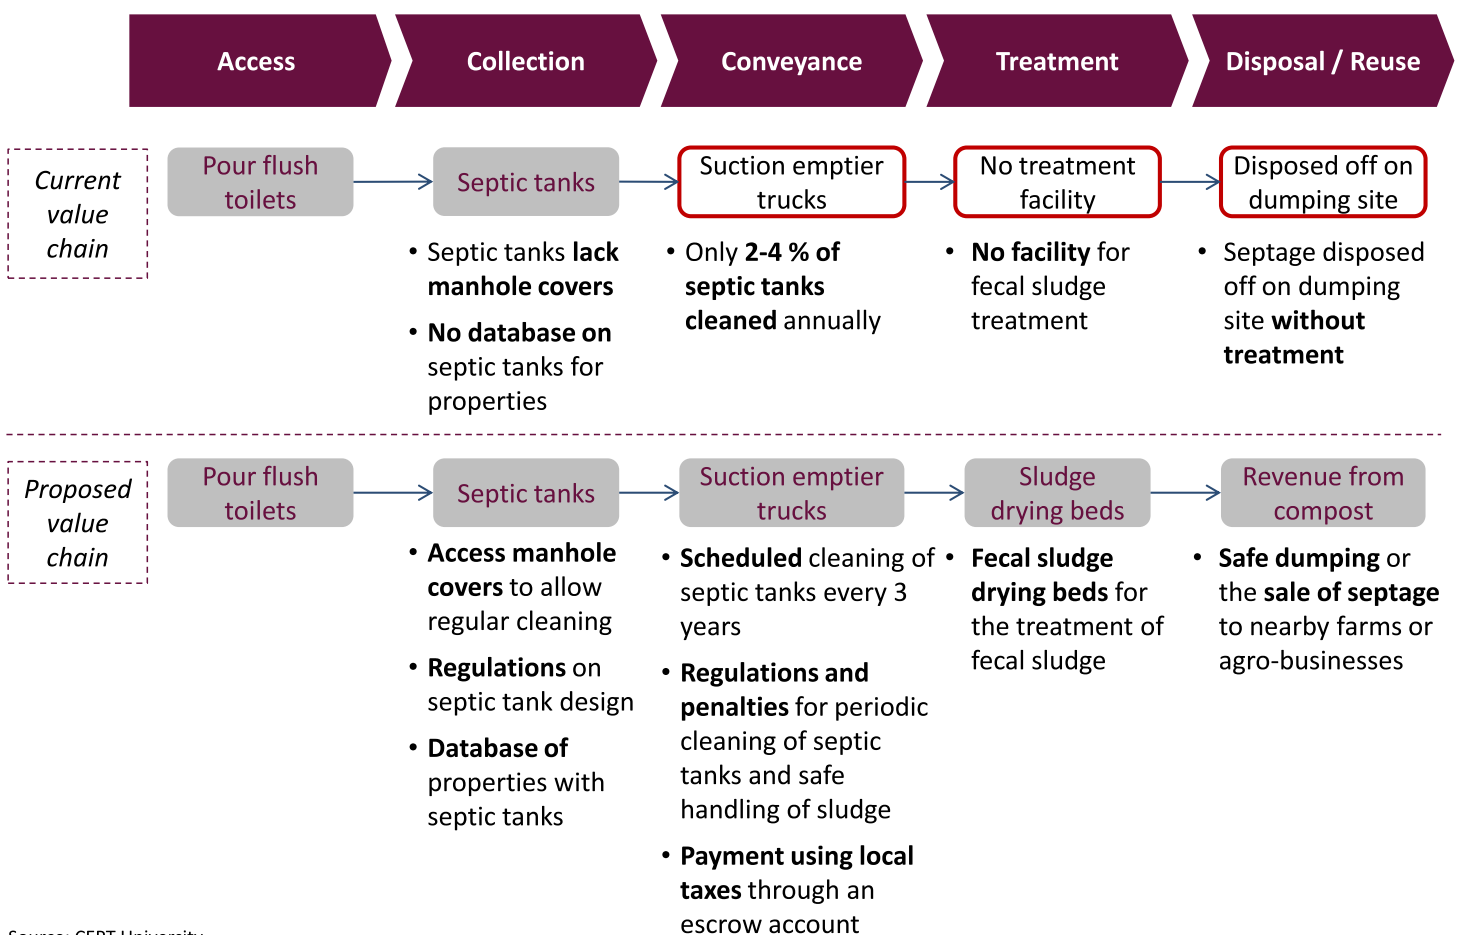 Access
Collection
Conveyance
Treatment
Disposal / Reuse
Current
value
chain
Pour flush
toilets
Septic tanks
Suction emptier
trucks
No treatment
facility
Disposed off on
dumping site
• Septic tanks lack
manhole covers
• No database on
septic tanks for
properties
• Only 2-4 % of
septic tanks
cleaned annually
• No facility for
fecal sludge
treatment
• Septage disposed
off on dumping
site without
treatment
Proposed
value
chain
Pour flush
toilets
Septic tanks
Suction emptier
trucks
Sludge
drying beds
Revenue from
compost
• Access manhole
covers to allow
regular cleaning
• Regulations on
septic tank design
• Database of
properties with
septic tanks
• Scheduled cleaning of
septic tanks every 3
years
• Regulations and
penalties for periodic
cleaning of septic
tanks and safe
handling of sludge
• Payment using local
taxes through an
escrow account
• Fecal sludge
drying beds for
the treatment of
fecal sludge
• Safe dumping or
the sale of septage
to nearby farms or
agro-businesses
Source: CEPT University